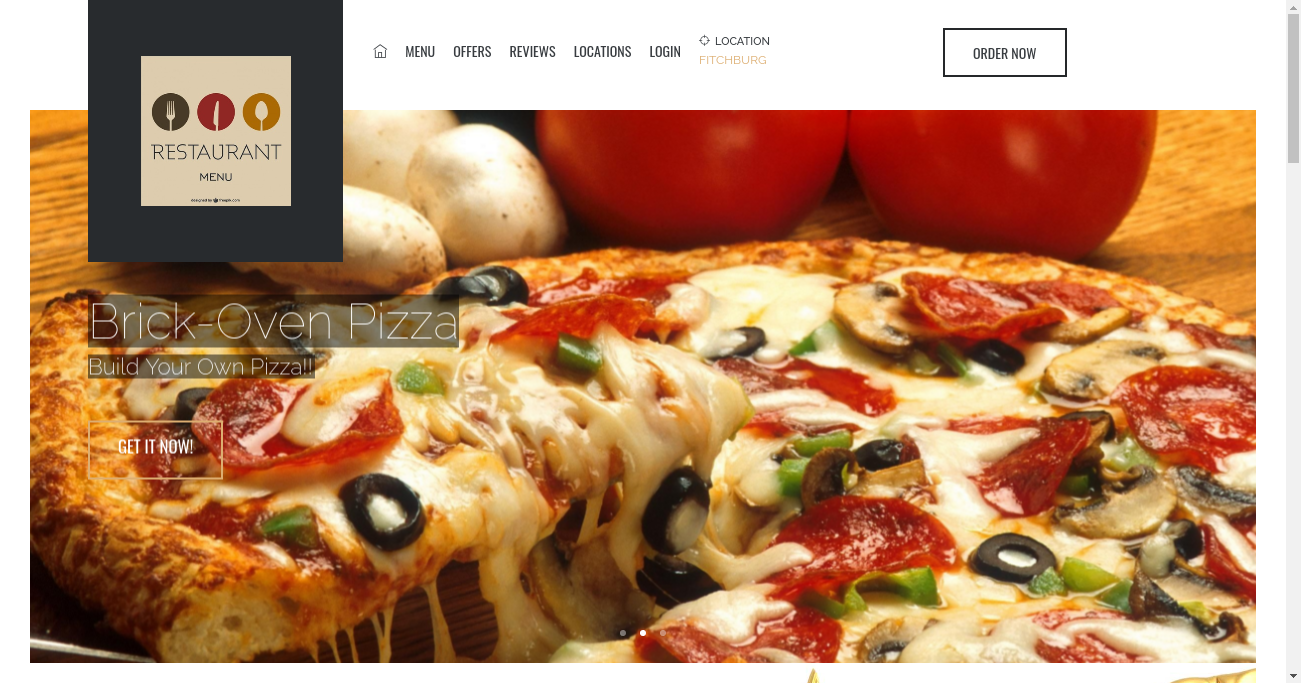 MENU OFFERS REVIEWS LOCATIONS LOGIN
LOCATION
FITCHBURG
ORDER NOW
RESTAURANT
MENU
designed by freepik.com
Brick-Oven Pizza
Build Your Own Pizza!!
GET IT NOW!